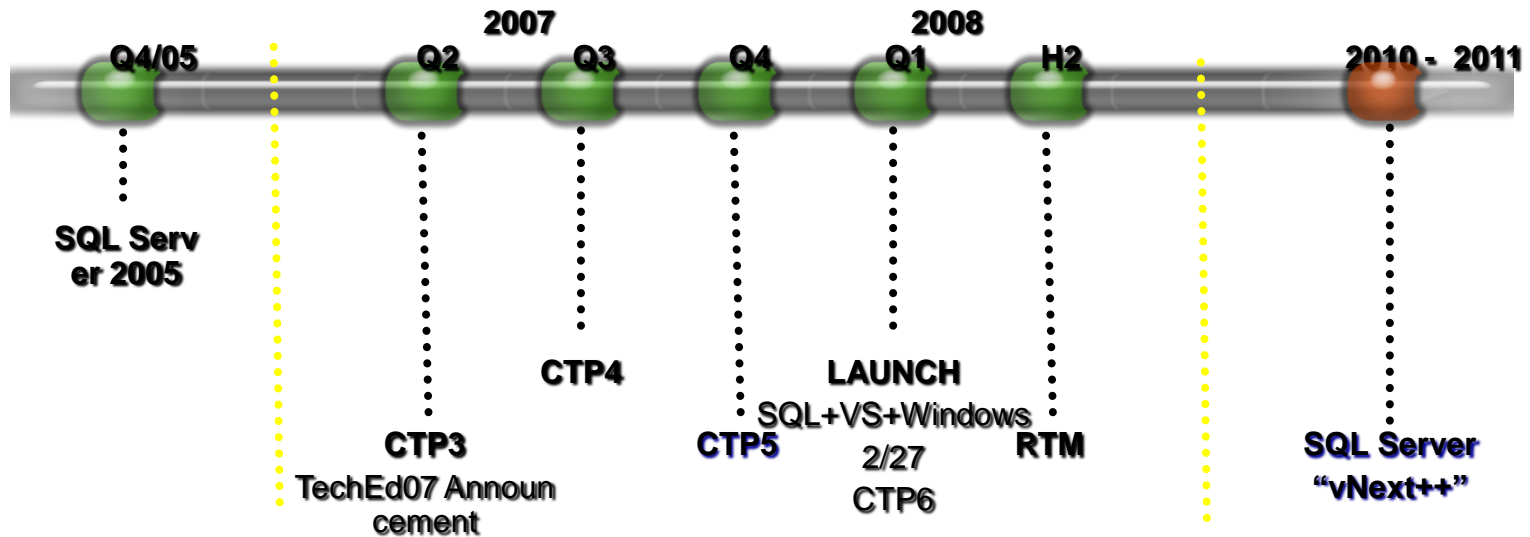 2007
2008
Q4/05
Q2
Q3
Q4
Q1
H2
2010 - 2011
SQL Serv
er 2005
CTP3
TechEd07 Announ
cement
CTP4
CTP5
LAUNCH
SQL+VS+Windows
2/27
CTP6
RTM
SQL Server
“vNext++”